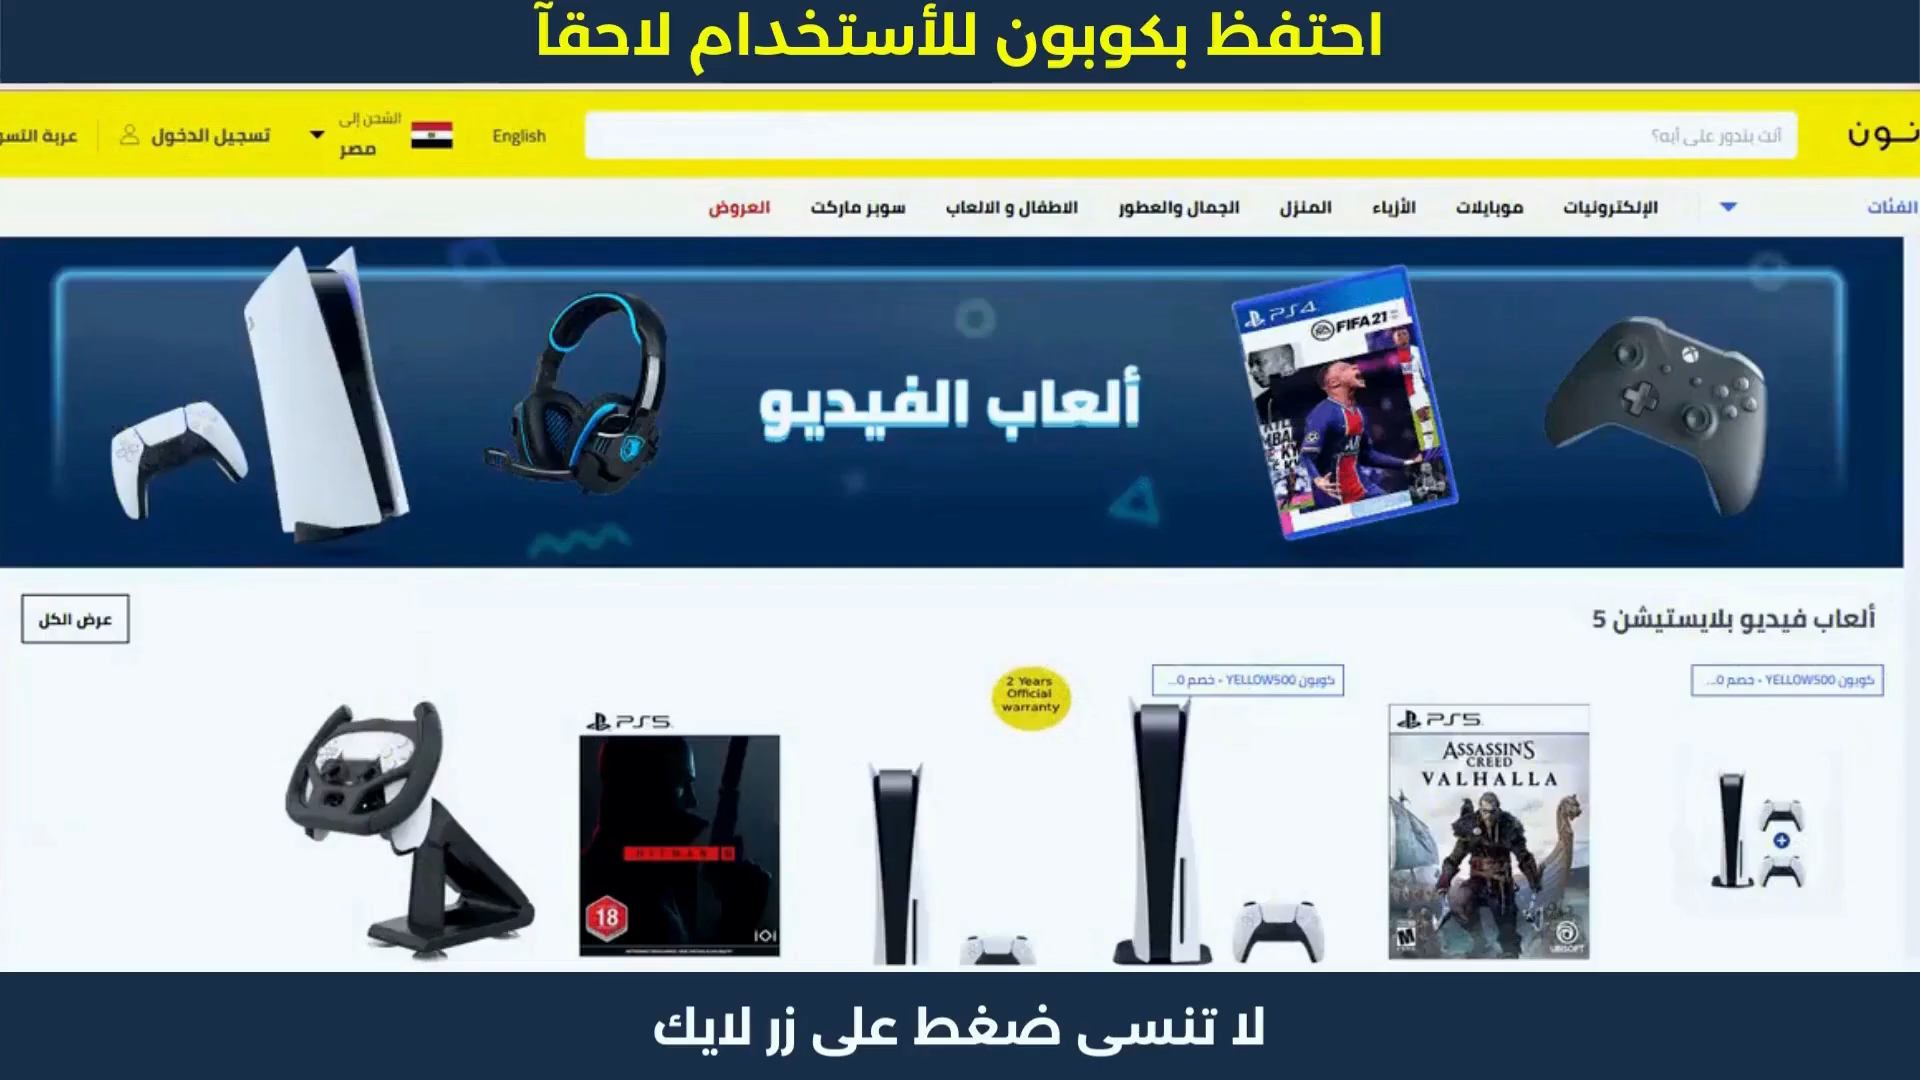 احتفظ بكوبون للأستخدام لاحقآ
نون
أنت بتدور على أيه؟
English
الشحن إلى
مصر
تسجيل الدخول
عربة
الفئات
الإلكترونيات
موبايلات
الأزياء
المنزل
الجمال والعطور
الاطفال و الالعاب
سوبر ماركت
العروض
PS4
FIFA 21
ألعاب الفيديو
ألعاب فيديو بلايستيشن 5
عرض الكل
كوبون YELLOW500 - خصم 0...
كوبون YELLOW500 - خصم 0...
2 Years
Official
warranty
PS5
ASSASSIN'S
CREED
VALHALLA
M
UBISOFT
PS5
HITMAN
18
IOI
لا تنسى ضغط على زر لايك